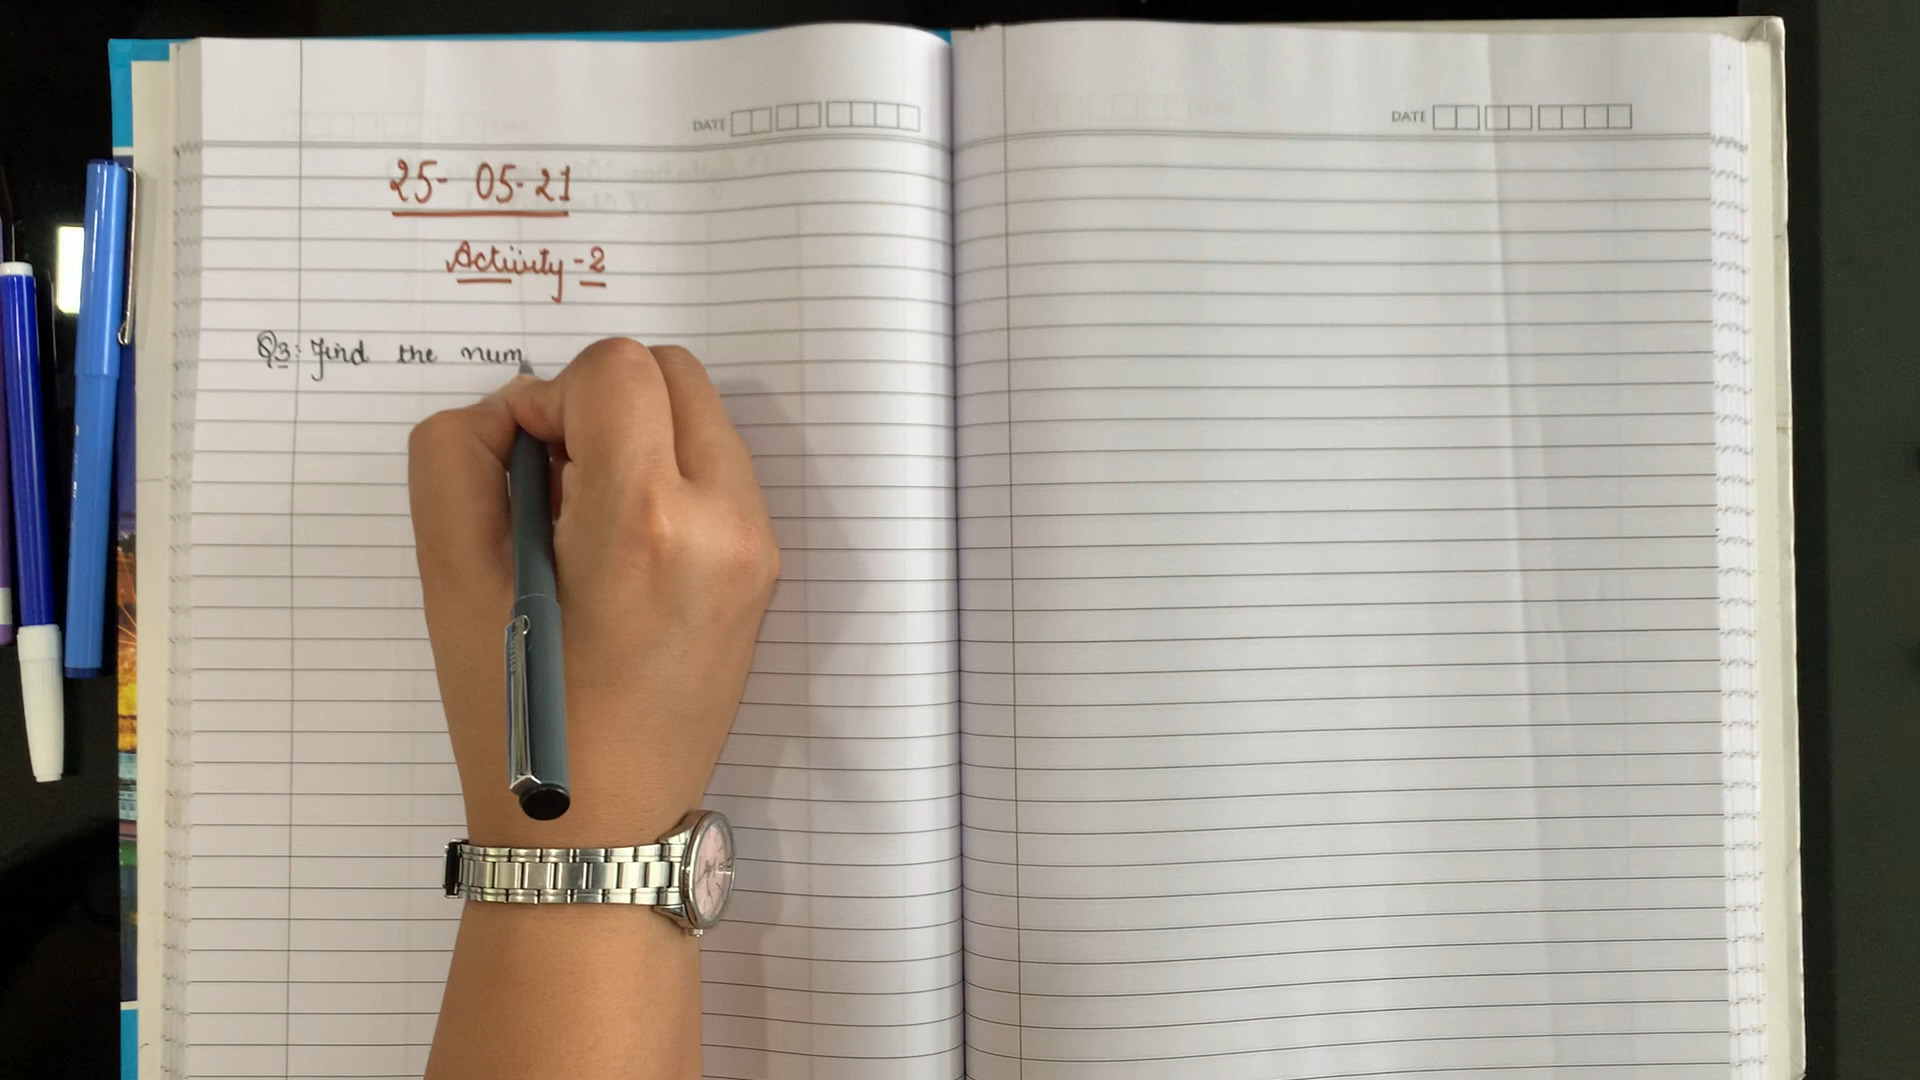 DATE
25- 05-21
Activity-2
Q3: Find the num
DATE